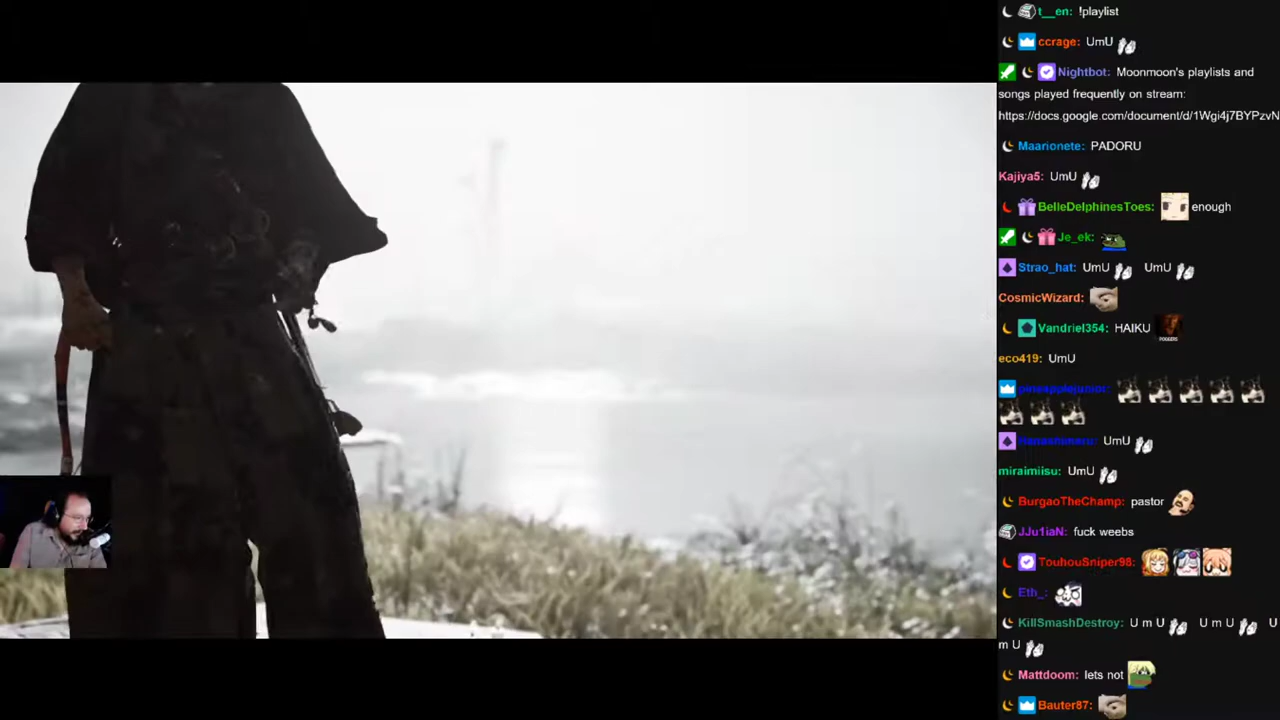 t__en: !playlist
ccrage: UmU
Nightbot: Moonmoon's playlists and
songs played frequently on stream:
https://docs.google.com/document/d/1Wgi4j7BYPzvN
Maarionete: PADORU
Kajiya5: UmU
BelleDelphinesToes: enough
Je_ek:
Strao_hat: UmU UmU
CosmicWizard:
Vandriel354: HAIKU
eco419: UmU
pineapplejunior:
UmU
miraimiisu: UmU
BurgaoTheChamp: pastor
JJu1iaN: fuck weebs
TouhouSniper98:
Eth_:
KillSmashDestroy: U m U U m U U
m U
Mattdoom: lets not
Bauter87: